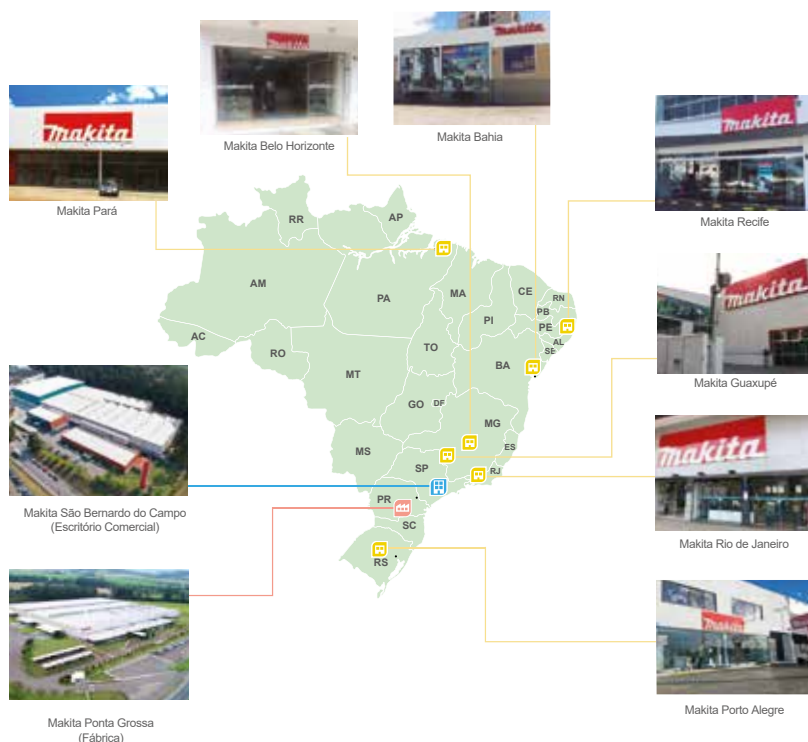 makita
Makita Belo Horizonte
makita
Makita Bahia
makita
Makita Pará
makita
Makita Recife
makita
Makita Guaxupé
makita
Makita Rio de Janeiro
makita
Makita Porto Alegre
Makita São Bernardo do Campo
(Escritório Comercial)
Makita Ponta Grossa
(Fábrica)
RR
AP
AM
PA
MA
CE
RN
PB
PE
AL
SE
PI
AC
RO
TO
BA
MT
GO
DF
MG
ES
MS
SP
RJ
PR
SC
RS